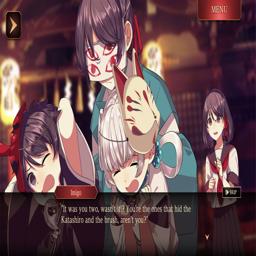 MENU
SKIP
Imigo
"It was you two, wasn't it? You're the ones that hid the
Katashiro and the brush, aren't you?"